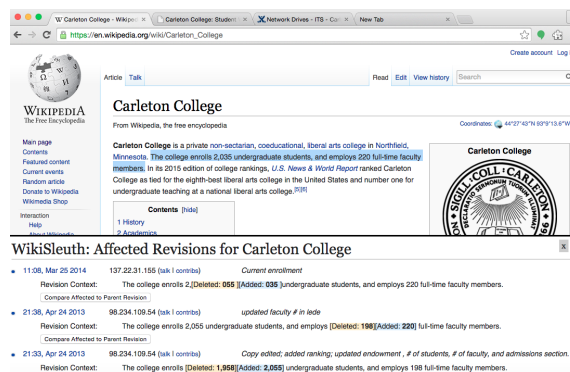 W Carleton College - Wikiped
Carleton College: Student
Network Drives - ITS - Car
New Tab
https://en.wikipedia.org/wiki/Carleton_College
Create account Log
Article Talk Read Edit View history Search
WIKIPEDIA
The Free Encyclopedia
Main page
Contents
Featured content
Current events
Random article
Donate to Wikipedia
Wikimedia Shop
Interaction
Help
About Wikipedia
Carleton College
From Wikipedia, the free encyclopedia
Coordinates: 44°27′43″N 93°9′13.6″W
Carleton College is a private non-sectarian, coeducational, liberal arts college in Northfield,
Minnesota. The college enrolls 2,035 undergraduate students, and employs 220 full-time faculty
members. In its 2015 edition of college rankings, U.S. News & World Report ranked Carleton
College as tied for the eighth-best liberal arts college in the United States and number one for
undergraduate teaching at a national liberal arts college.[5][6]
Contents [hide]
1 History
2 Academics
Carleton College
SIGILL · COLL · CARLETON
DECLARATIO SERMONUM TUORUM ILLUMINAT
WikiSleuth: Affected Revisions for Carleton College
x
11:08, Mar 25 2014 137.22.31.155 (talk | contribs) Current enrollment
Revision Context: The college enrolls 2,[Deleted: 055 ][Added: 035 ]undergraduate students, and employs 220 full-time faculty members.
Compare Affected to Parent Revision
21:38, Apr 24 2013 98.234.109.54 (talk | contribs) updated faculty # in lede
Revision Context: The college enrolls 2,055 undergraduate students, and employs [Deleted: 198][Added: 220] full-time faculty members.
Compare Affected to Parent Revision
21:33, Apr 24 2013 98.234.109.54 (talk | contribs) Copy edited; added ranking; updated endowment , # of students, # of faculty, and admissions section.
Revision Context: The college enrolls [Deleted: 1,958][Added: 2,055] undergraduate students, and employs 198 full-time faculty members.